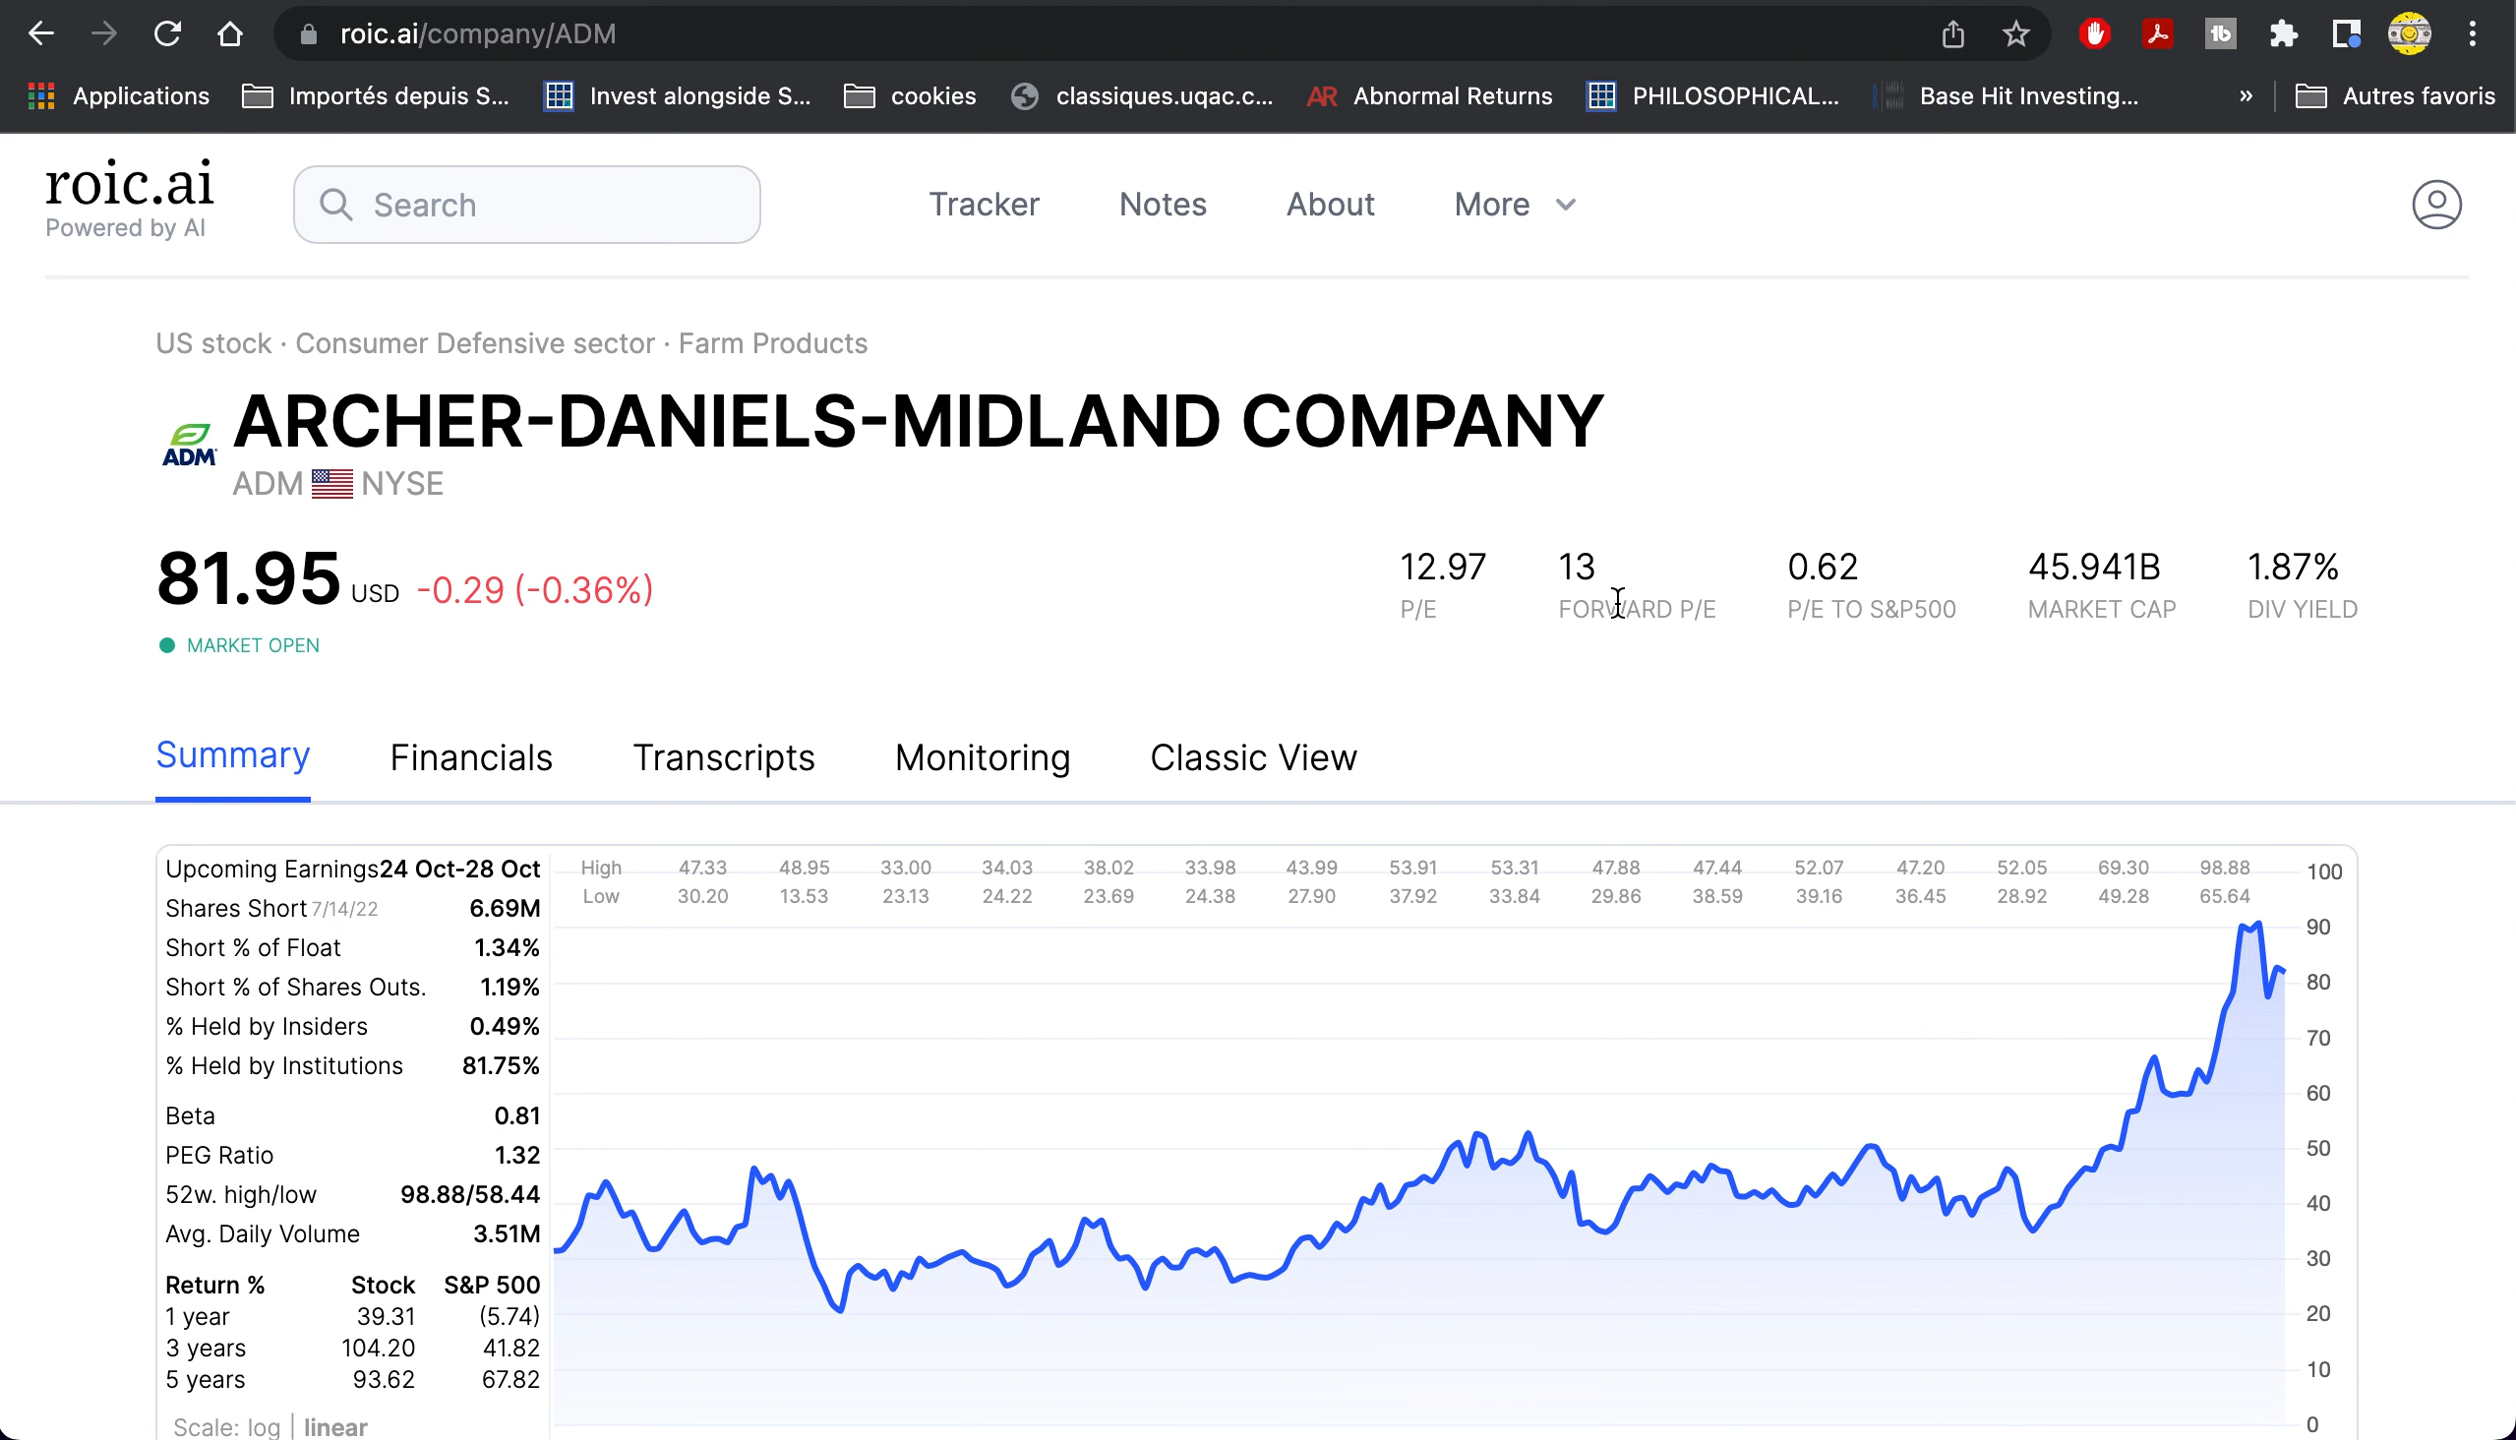 roic.ai/company/ADM
Applications Importés depuis S... Invest alongside S... cookies classiques.uqac.c... AR Abnormal Returns PHILOSOPHICAL... Base Hit Investing... » Autres favoris
roic.ai
Powered by AI
Search
Tracker Notes About More
US stock · Consumer Defensive sector · Farm Products
ARCHER-DANIELS-MIDLAND COMPANY
ADM
ADM NYSE
81.95 USD -0.29 (-0.36%)
MARKET OPEN
12.97 13 0.62 45.941B 1.87%
P/E FORWARD P/E P/E TO S&P500 MARKET CAP DIV YIELD
Summary Financials Transcripts Monitoring Classic View
Upcoming Earnings 24 Oct-28 Oct
Shares Short 7/14/22 6.69M
Short % of Float 1.34%
Short % of Shares Outs. 1.19%
% Held by Insiders 0.49%
% Held by Institutions 81.75%
Beta 0.81
PEG Ratio 1.32
52w. high/low 98.88/58.44
Avg. Daily Volume 3.51M
Return % Stock S&P 500
1 year 39.31 (5.74)
3 years 104.20 41.82
5 years 93.62 67.82
Scale: log | linear
High 47.33 48.95 33.00 34.03 38.02 33.98 43.99 53.91 53.31 47.88 47.44 52.07 47.20 52.05 69.30 98.88
Low 30.20 13.53 23.13 24.22 23.69 24.38 27.90 37.92 33.84 29.86 38.59 39.16 36.45 28.92 49.28 65.64
100
90
80
70
60
50
40
30
20
10
0